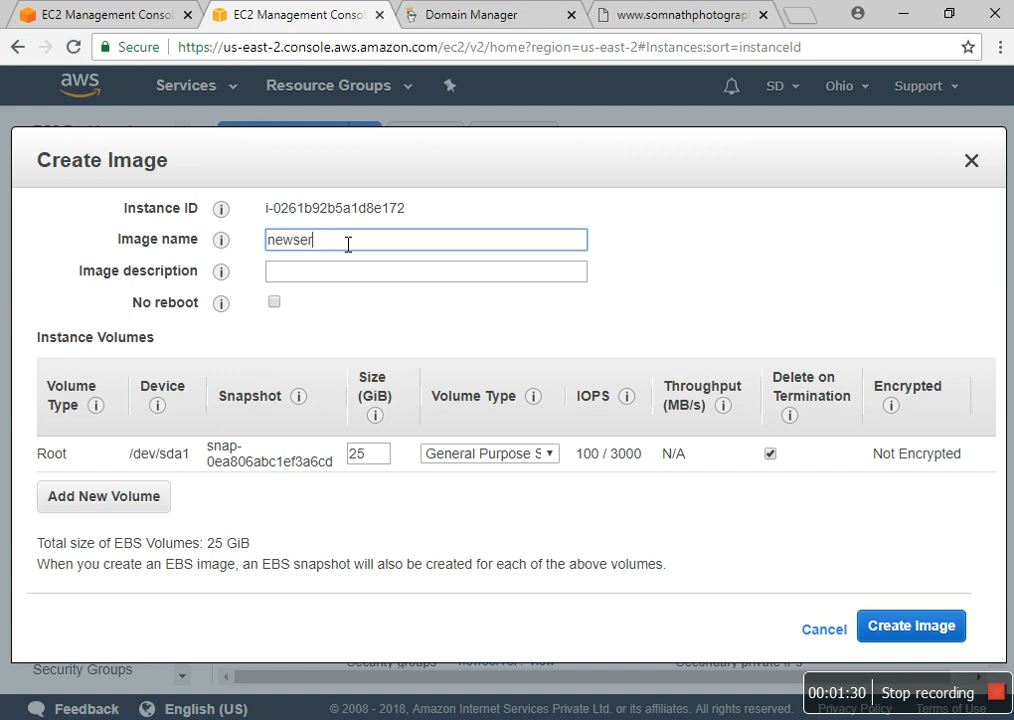 EC2 Management Conso
EC2 Management Conso
Domain Manager
www.somnathphotograp
Secure
https://us-east-2.console.aws.amazon.com/ec2/v2/home?region=us-east-2#Instances:sort=instanceId
aws
Services
Resource Groups
SD
Ohio
Support
Create Image
Instance ID
i-0261b92b5a1d8e172
Image name
newser
Image description
No reboot
Instance Volumes
Volume Type
Device
Snapshot
Size (GiB)
Volume Type
IOPS
Throughput (MB/s)
Delete on Termination
Encrypted
Root
/dev/sda1
snap-
0ea806abc1ef3a6cd
25
General Purpose S
100 / 3000
N/A
Not Encrypted
Add New Volume
Total size of EBS Volumes: 25 GiB
When you create an EBS image, an EBS snapshot will also be created for each of the above volumes.
Cancel
Create Image
Security Groups
00:01:30
Stop recording
Feedback
English (US)
© 2008 - 2018, Amazon Internet Services Private Ltd. or its affiliates. All rights reserved.
Privacy Policy
Terms of Use